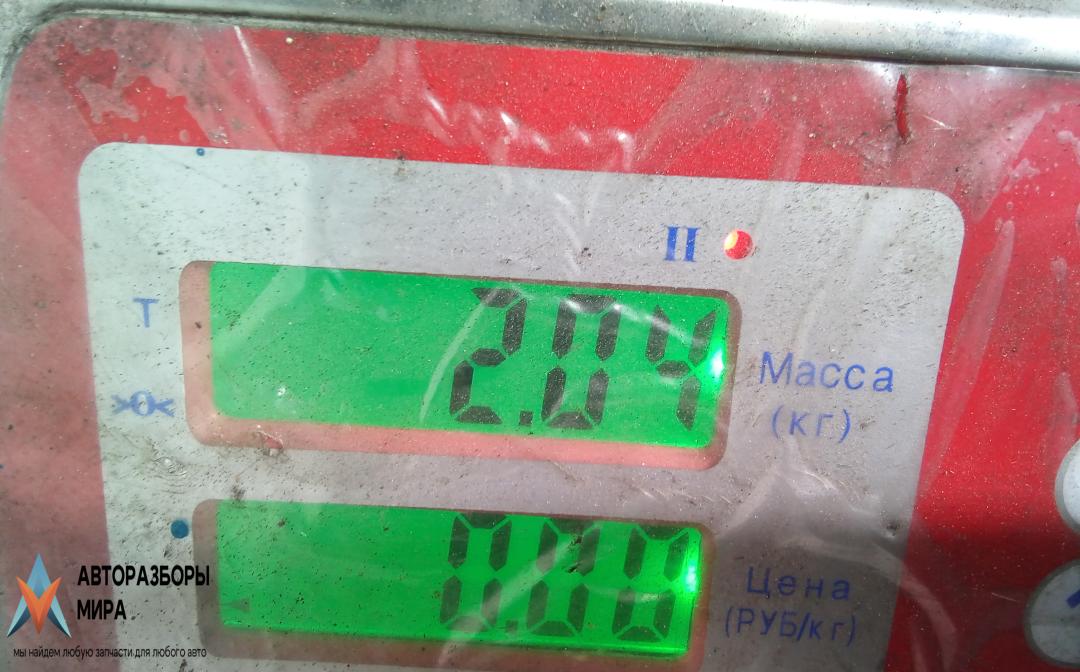 II
T
2.04
Масса
>0<
(кг)
0.00
Цена
(РУБ/кг)
АВТОРАЗБОРЫ
МИРА
мы найдем любую запчасти для любого авто